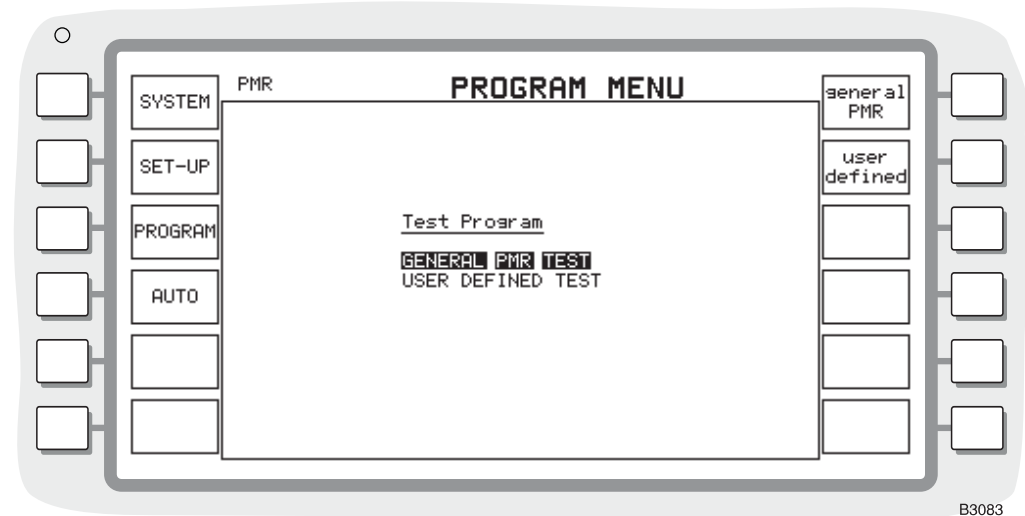 PMR
PROGRAM MENU
SYSTEM
SET-UP
PROGRAM
AUTO
Test Program
GENERAL PMR TEST
USER DEFINED TEST
general
PMR
user
defined
B3083